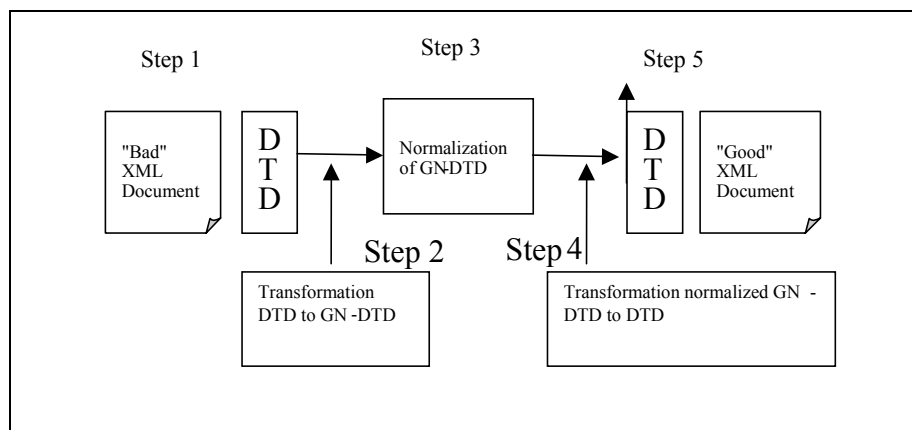 Step 1
Step 3
Step 5
"Bad"
XML
Document
D
T
D
Normalization
of GN-DTD
D
T
D
"Good"
XML
Document
Step 2
Step 4
Transformation
DTD to GN -DTD
Transformation normalized GN -
DTD to DTD